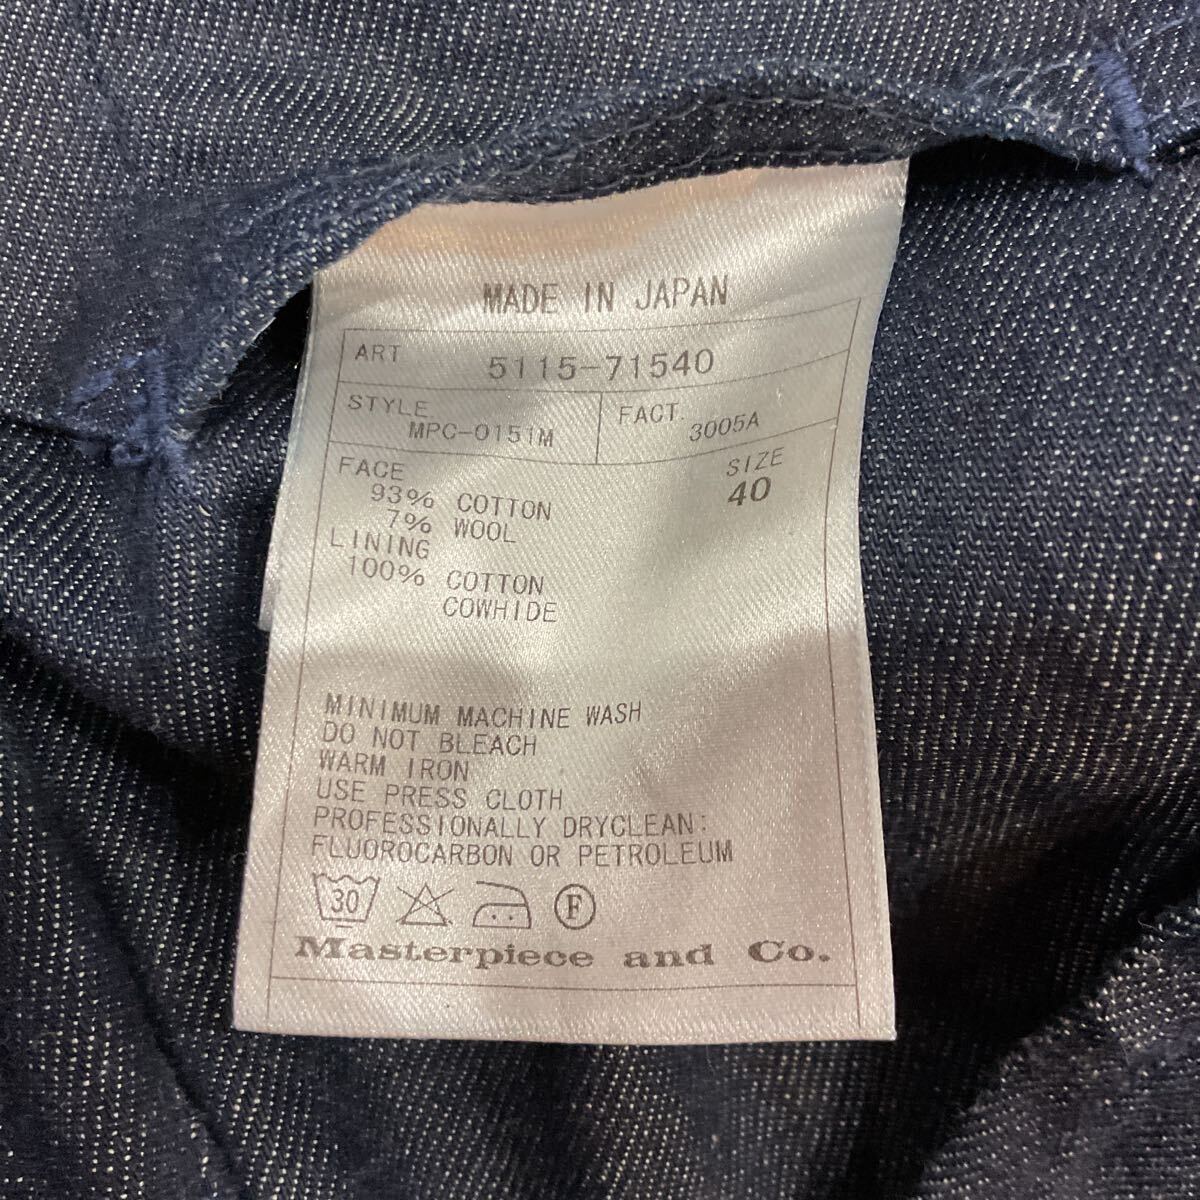 MADE IN JAPAN
ART 5115-71540
STYLE FACT.
MPC-0151M 3005A
FACE SIZE
93% COTTON 40
7% WOOL
LINING
100% COTTON
COWHIDE
MINIMUM MACHINE WASH
DO NOT BLEACH
WARM IRON
USE PRESS CLOTH
PROFESSIONALLY DRYCLEAN:
FLUOROCARBON OR PETROLEUM
30 F
Masterpiece and Co.